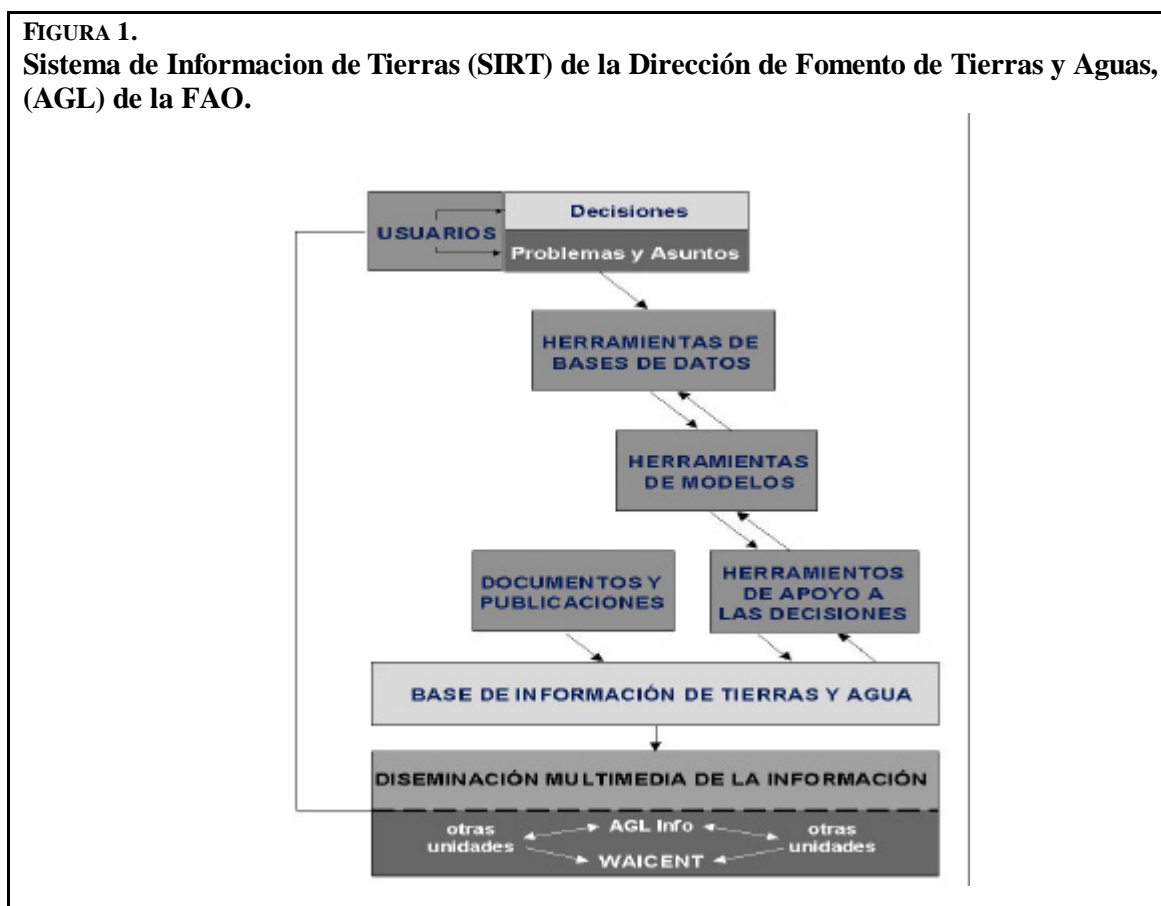 FIGURA 1.
Sistema de Informacion de Tierras (SIRT) de la Dirección de Fomento de Tierras y Aguas,
(AGL) de la FAO.
Decisiones
USUARIOS
Problemas y Asuntos
HERRAMIENTAS DE
BASES DE DATOS
HERRAMIENTAS
DE MODELOS
DOCUMENTOS Y
PUBLICACIONES
HERRAMIENTOS
DE APOYO A
LAS DECISIONES
BASE DE INFORMACIÓN DE TIERRAS Y AGUA
DISEMINACIÓN MULTIMEDIA DE LA INFORMACIÓN
otras
unidades
AGL Info
WAICENT
otras
unidades